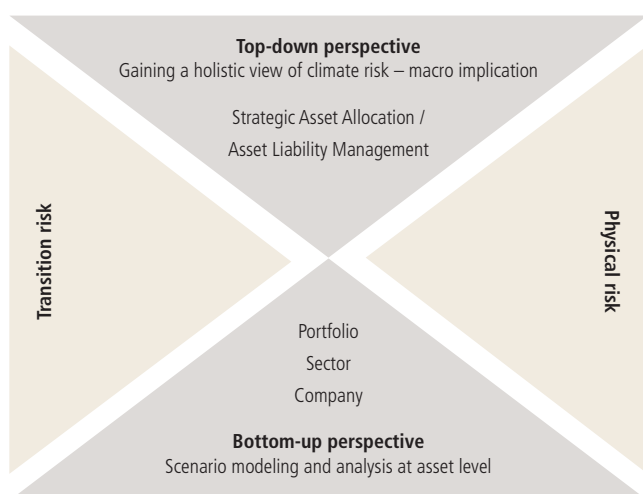 Top-down perspective
Gaining a holistic view of climate risk – macro implication
Strategic Asset Allocation /
Asset Liability Management
Transition risk
Physical risk
Portfolio
Sector
Company
Bottom-up perspective
Scenario modeling and analysis at asset level